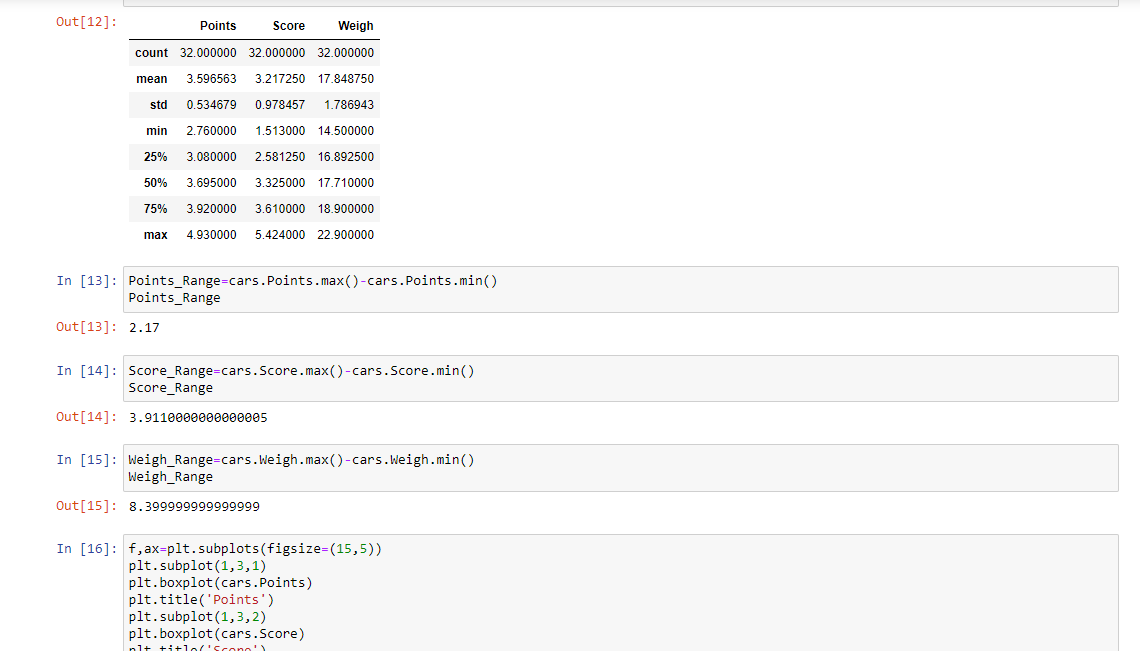 Out[12]:
Points Score Weigh
count 32.000000 32.000000 32.000000
mean 3.596563 3.217250 17.848750
std 0.534679 0.978457 1.786943
min 2.760000 1.513000 14.500000
25% 3.080000 2.581250 16.892500
50% 3.695000 3.325000 17.710000
75% 3.920000 3.610000 18.900000
max 4.930000 5.424000 22.900000
In [13]: Points_Range=cars.Points.max()-cars.Points.min()
Points_Range
Out[13]: 2.17
In [14]: Score_Range=cars.Score.max()-cars.Score.min()
Score_Range
Out[14]: 3.9110000000000005
In [15]: Weigh_Range=cars.Weigh.max()-cars.Weigh.min()
Weigh_Range
Out[15]: 8.399999999999999
In [16]: f,ax=plt.subplots(figsize=(15,5))
plt.subplot(1,3,1)
plt.boxplot(cars.Points)
plt.title('Points')
plt.subplot(1,3,2)
plt.boxplot(cars.Score)
plt.title('Score')